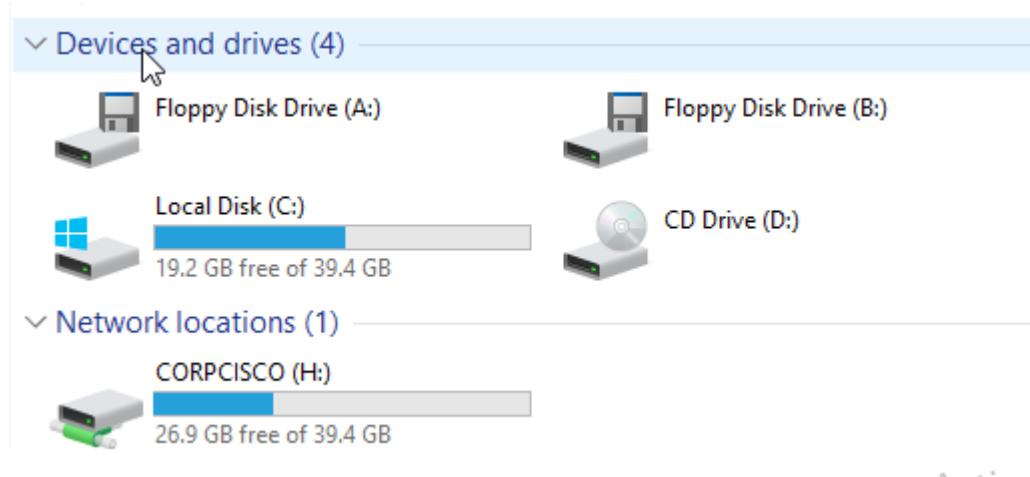 Devices and drives (4)
Floppy Disk Drive (A:)
Floppy Disk Drive (B:)
Local Disk (C:)
19.2 GB free of 39.4 GB
CD Drive (D:)
Network locations (1)
CORPCISCO (H:)
26.9 GB free of 39.4 GB